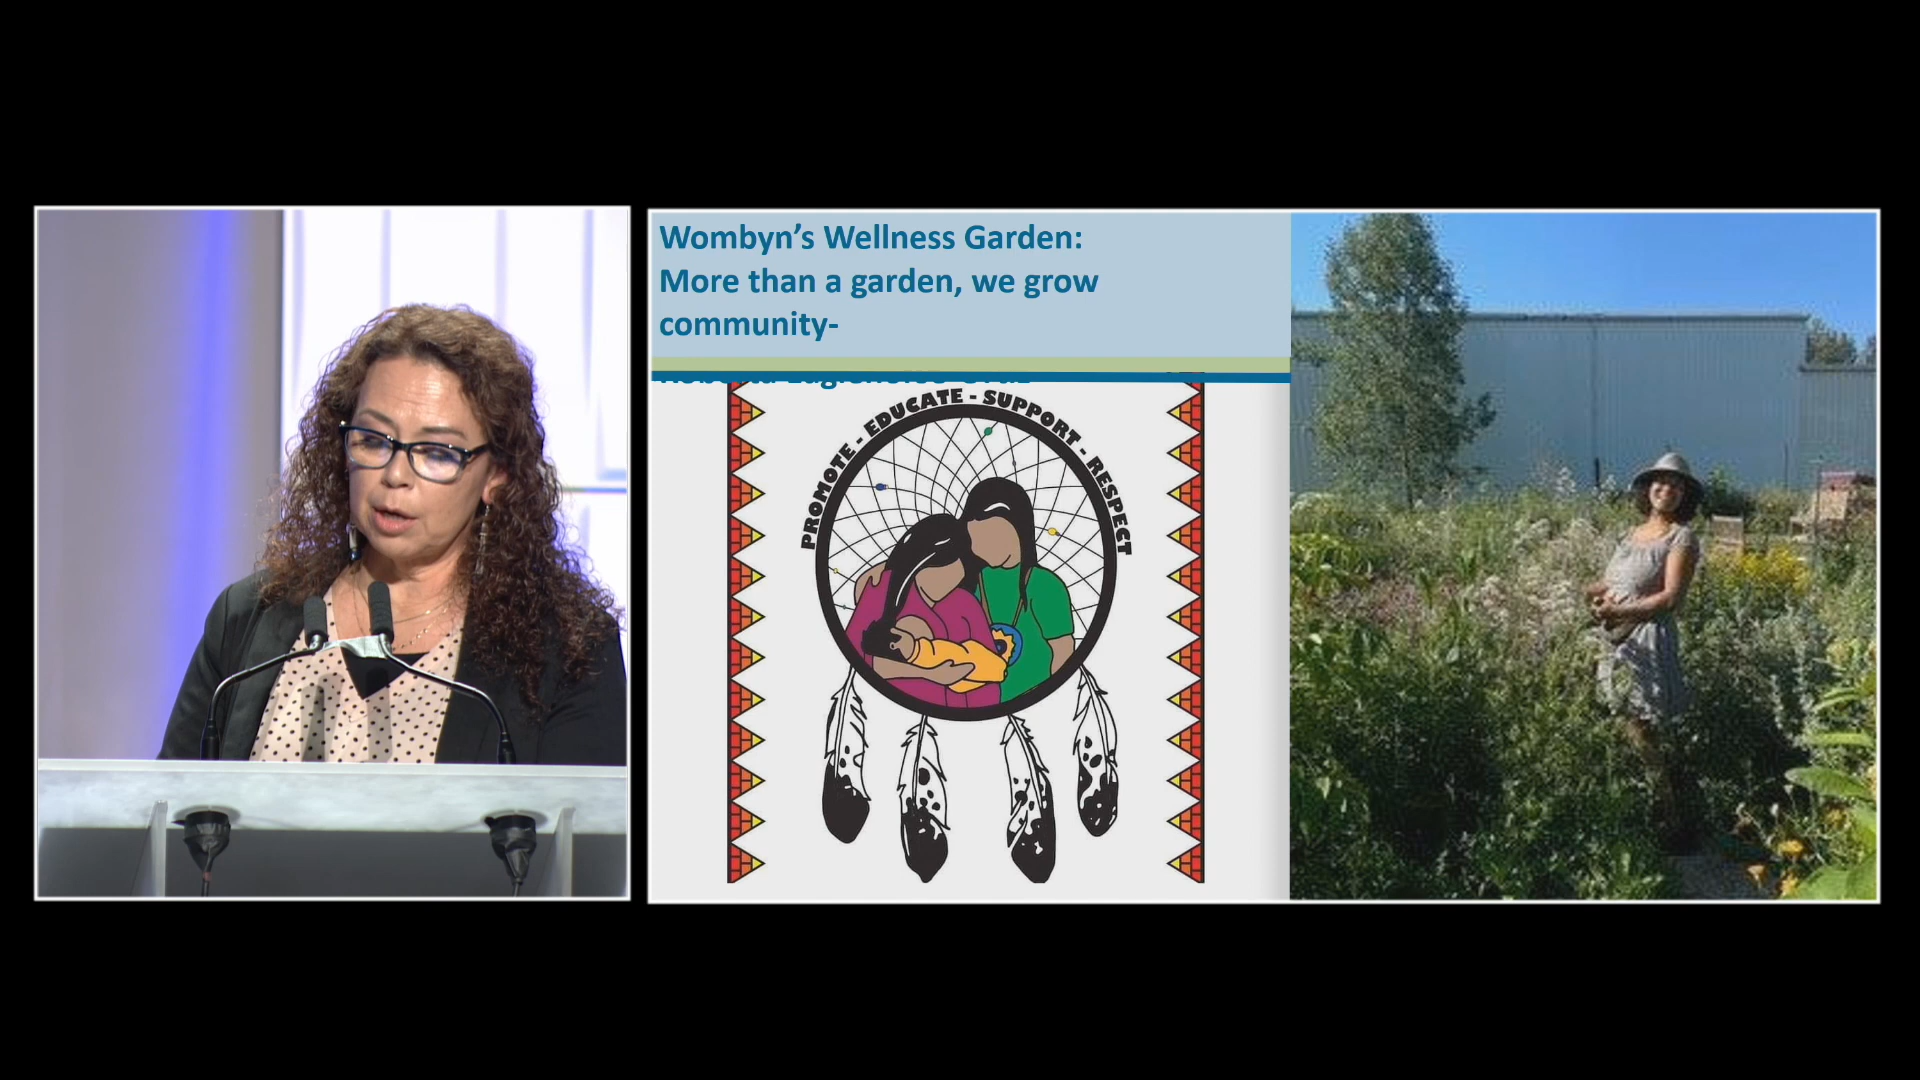 Wombyn’s Wellness Garden:
More than a garden, we grow
community-
PROMOTE - EDUCATE - SUPPORT - RESPECT